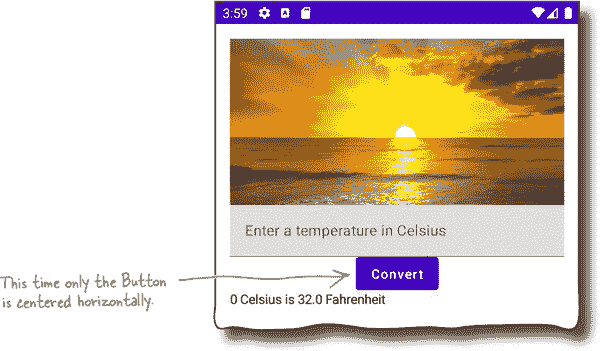 3:59
A
Enter a temperature in Celsius
Convert
This time only the Button
is centered horizontally.
0 Celsius is 32.0 Fahrenheit